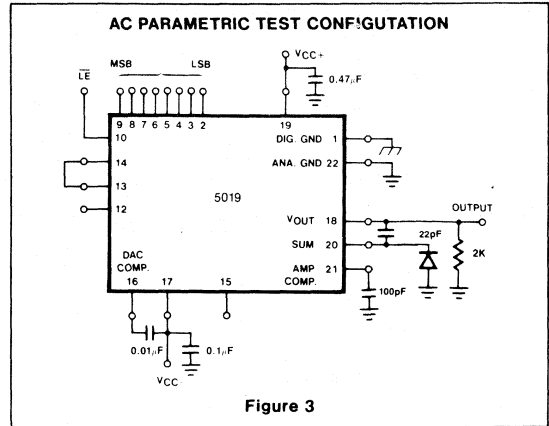 AC PARAMETRIC TEST CONFIGUTATION
VCC+
MSB LSB
LE
0.47µF
9 8 7 6 5 4 3 2 19
10 DIG. GND 1
14 ANA. GND 22
13
5019
12
OUTPUT
VOUT 18
22pF
SUM 20
2K
DAC COMP.
AMP COMP. 21
16 17 15
100pF
0.01µF 0.1µF
VCC
Figure 3